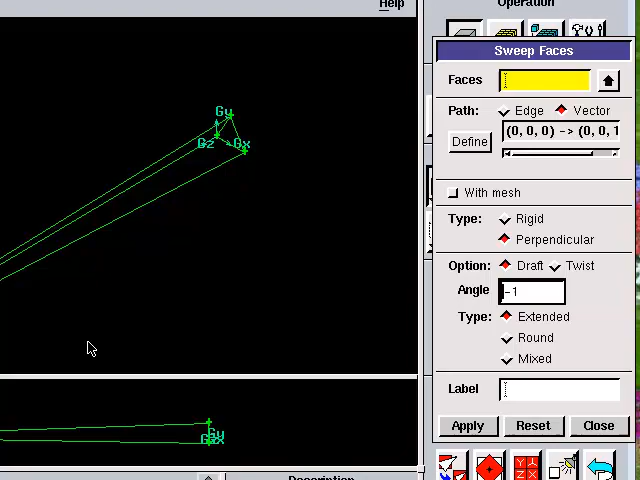 Help
Operation
Sweep Faces
Faces
Path: Edge Vector
(0, 0, 0) -> (0, 0, 1
Define
With mesh
Type: Rigid
Perpendicular
Option: Draft Twist
Angle -1
Type: Extended
Round
Mixed
Label
Apply Reset Close
Gy
Gz Gx
Gy
Description